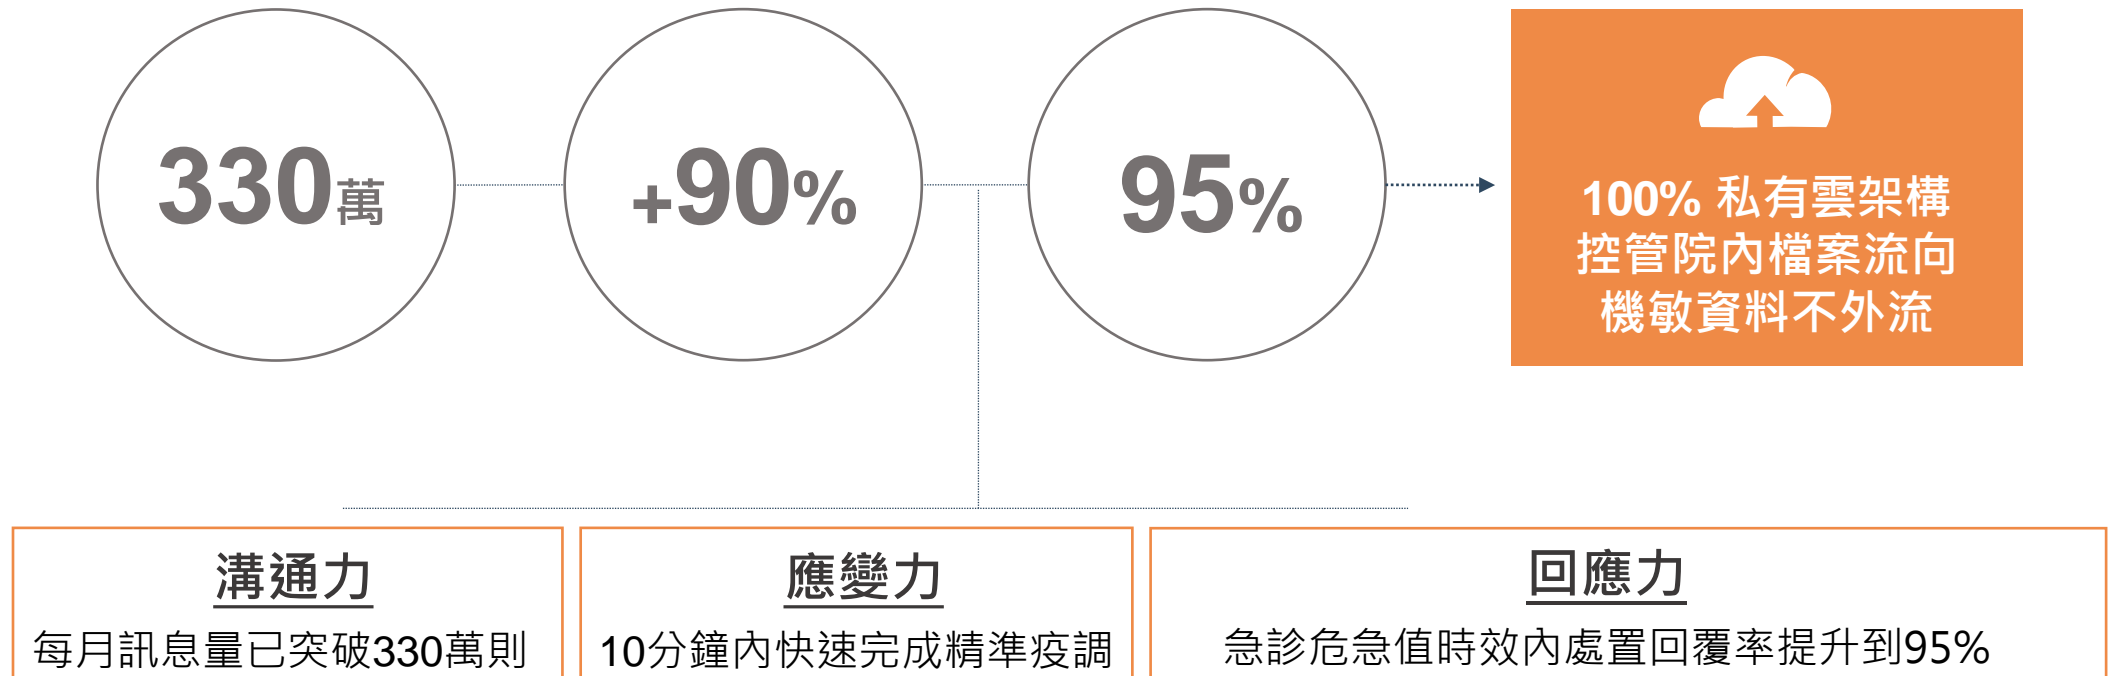 330萬
+90%
95%
100% 私有雲架構
控管院內檔案流向
機敏資料不外流
溝通力
每月訊息量已突破330萬則
應變力
10分鐘內快速完成精準疫調
回應力
急診危急值時效內處置回覆率提升到95%